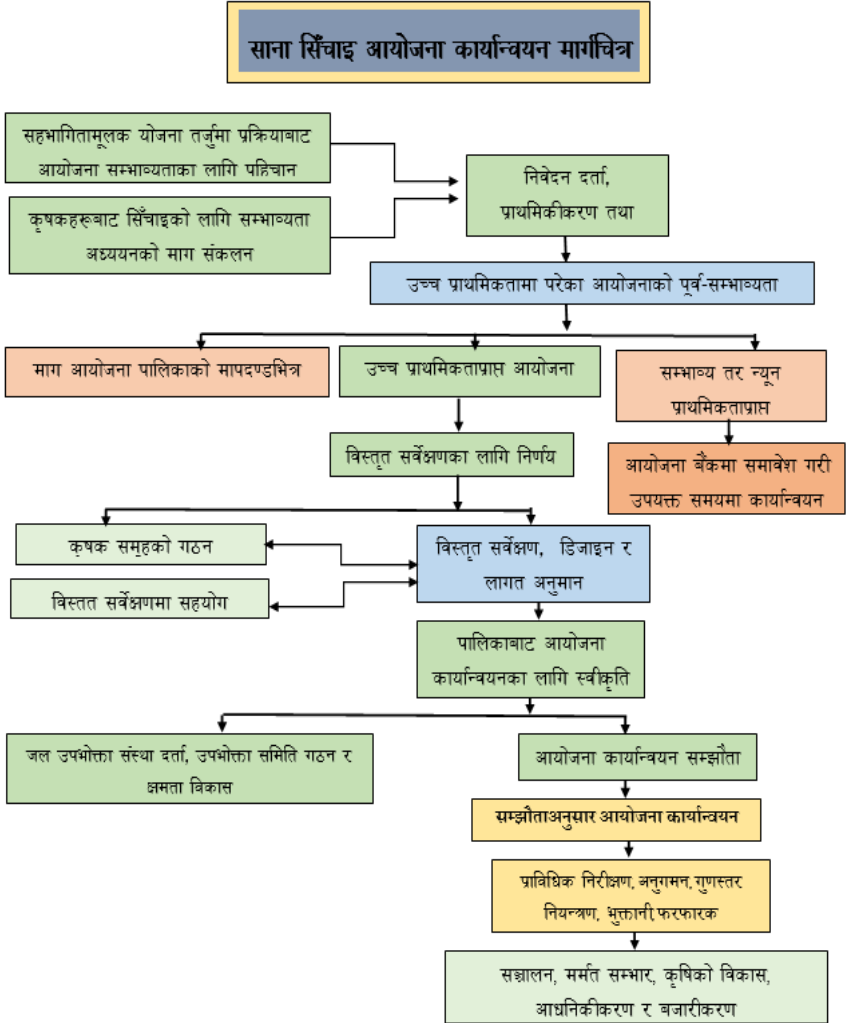 साना सिँचाइ आयोजना कार्यान्वयन मार्गचित्र
सहभागितामूलक योजना तर्जुमा प्रक्रियाबाट
आयोजना सम्भाव्यताका लागि पहिचान
कृषकहरूबाट सिँचाइको लागि सम्भाव्यता
अध्ययनको माग संकलन
निवेदन दर्ता,
प्राथमिकीकरण तथा
उच्च प्राथमिकतामा परेका आयोजनाको पूर्व-सम्भाव्यता
माग आयोजना पालिकाको मापदण्डभित्र
उच्च प्राथमिकताप्राप्त आयोजना
सम्भाव्य तर न्यून
प्राथमिकताप्राप्त
विस्तृत सर्वेक्षणका लागि निर्णय
आयोजना बैंकमा समावेश गरी
उपयक्त समयमा कार्यान्वयन
कृषक समूहको गठन
विस्तृत सर्वेक्षण, डिजाइन र
लागत अनुमान
विस्तत सर्वेक्षणमा सहयोग
पालिकाबाट आयोजना
कार्यान्वयनका लागि स्वीकृति
जल उपभोक्ता संस्था दर्ता, उपभोक्ता समिति गठन र
क्षमता विकास
आयोजना कार्यान्वयन सम्झौता
सम्झौताअनुसार आयोजना कार्यान्वयन
प्राविधिक निरीक्षण, अनुगमन, गुणस्तर
नियन्त्रण, भुक्तानी, फरफारक
सञ्चालन, मर्मत सम्भार, कृषिको विकास,
आधनिकीकरण र बजारीकरण